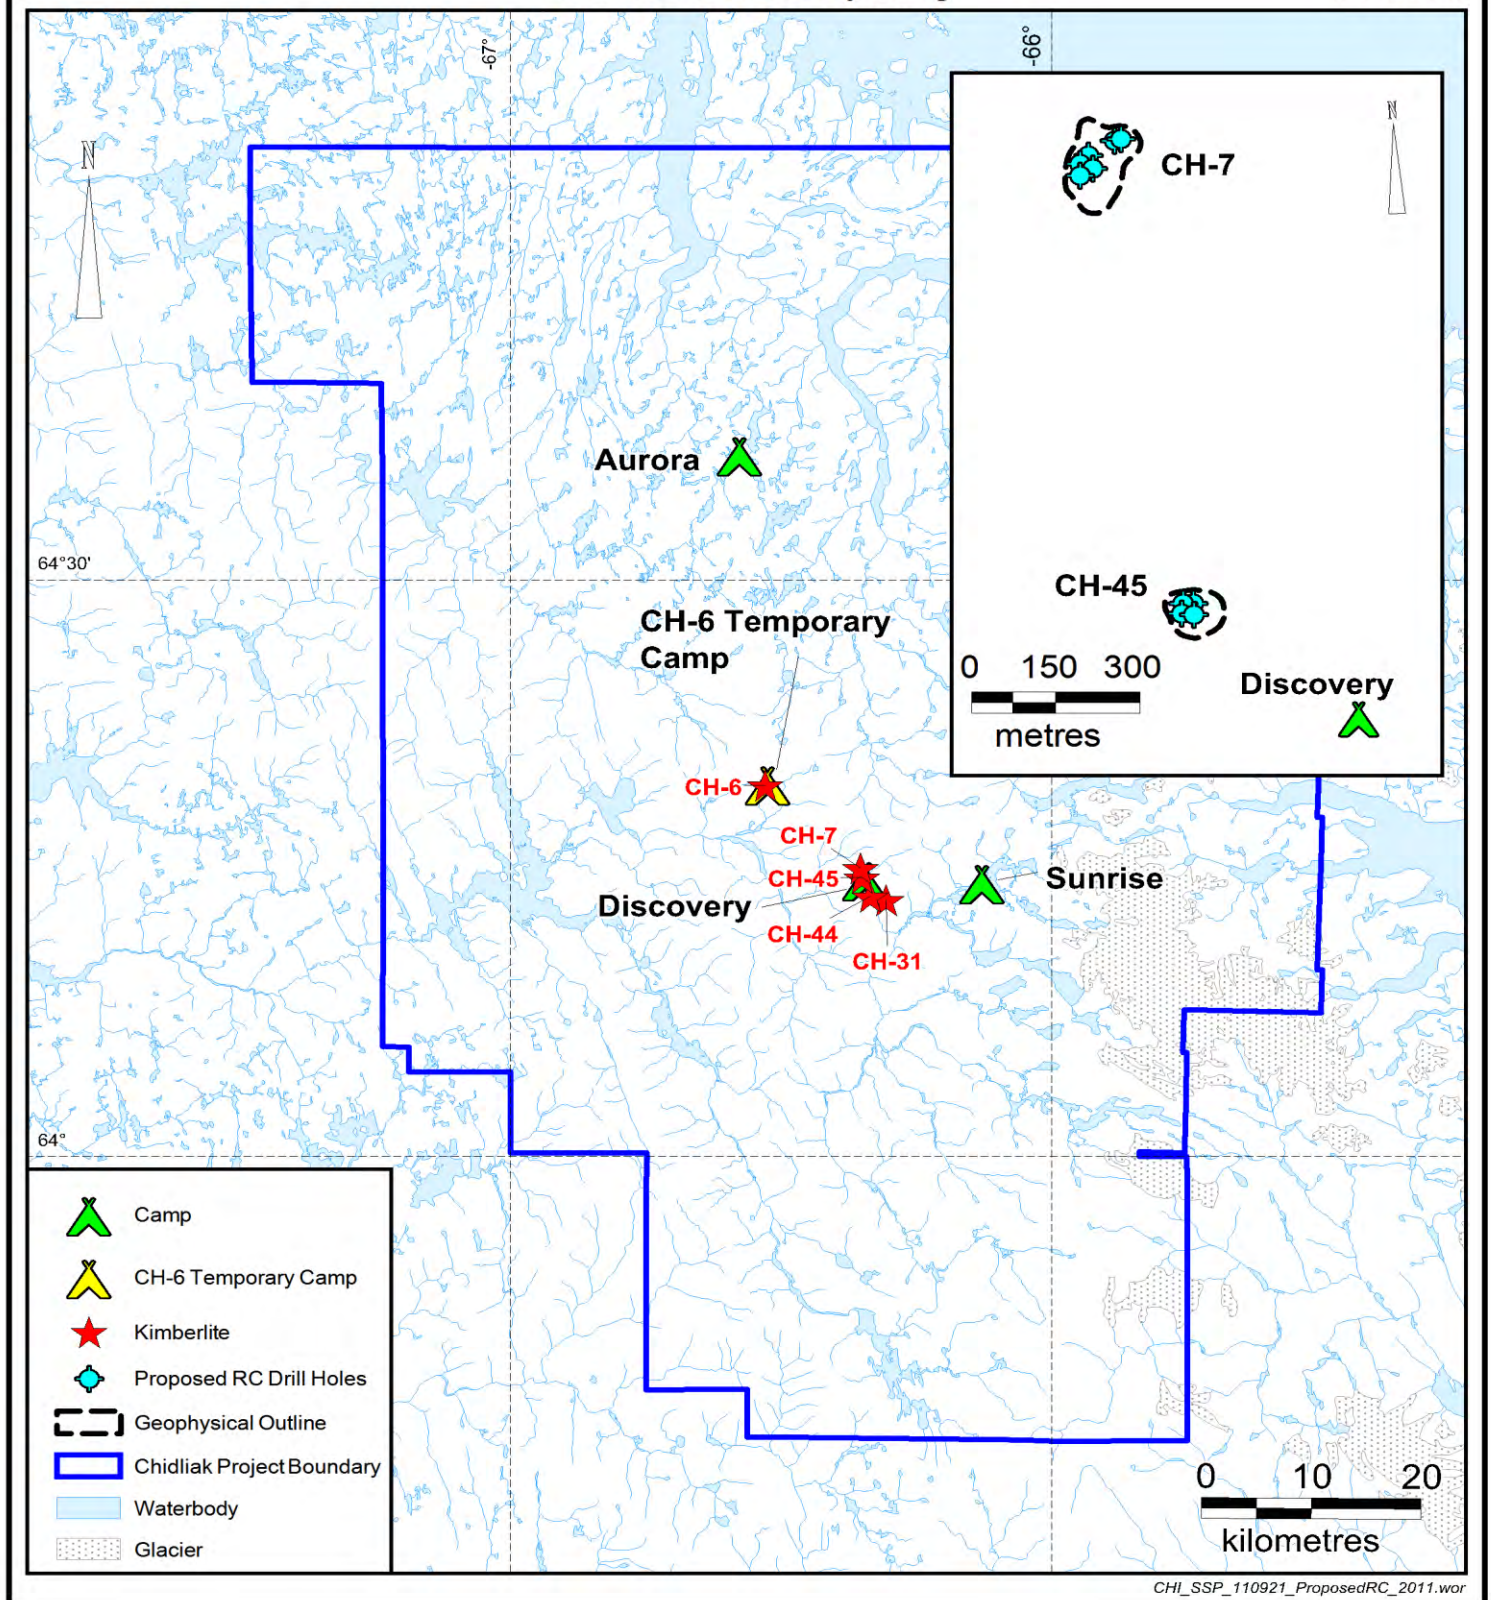 -67°
-66°
N
N
CH-7
Aurora
64°30'
CH-45
CH-6 Temporary
Camp
0 150 300
metres
Discovery
CH-6
CH-7
CH-45
Sunrise
Discovery
CH-44
CH-31
64°
Camp
CH-6 Temporary Camp
Kimberlite
Proposed RC Drill Holes
Geophysical Outline
Chidliak Project Boundary
Waterbody
Glacier
0 10 20
kilometres
CHI_SSP_110921_ProposedRC_2011.wor